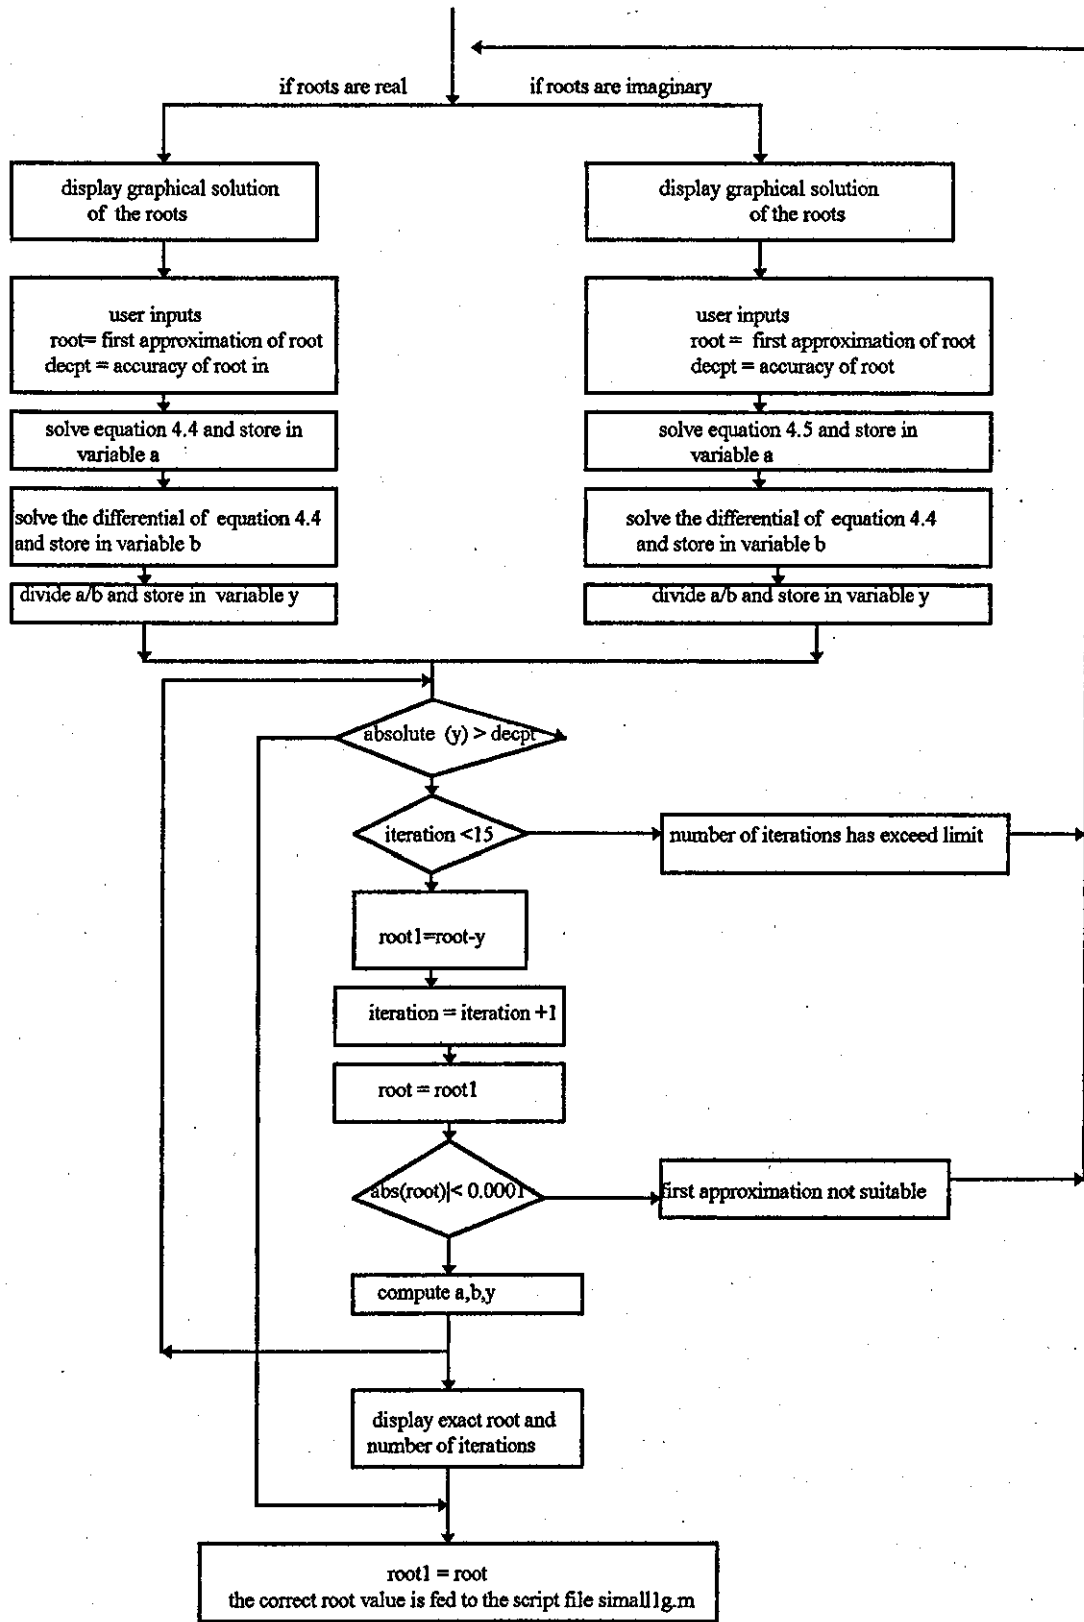 if roots are real
if roots are imaginary
display graphical solution
of the roots
display graphical solution
of the roots
user inputs
root= first approximation of root
decpt = accuracy of root in
user inputs
root = first approximation of root
decpt = accuracy of root
solve equation 4.4 and store in
variable a
solve equation 4.5 and store in
variable a
solve the differential of equation 4.4
and store in variable b
solve the differential of equation 4.4
and store in variable b
divide a/b and store in variable y
divide a/b and store in variable y
absolute (y) > decpt
iteration <15
number of iterations has exceed limit
root1=root-y
iteration = iteration +1
root = root1
abs(root)|< 0.0001
first approximation not suitable
compute a,b,y
display exact root and
number of iterations
root1 = root
the correct root value is fed to the script file simall1g.m